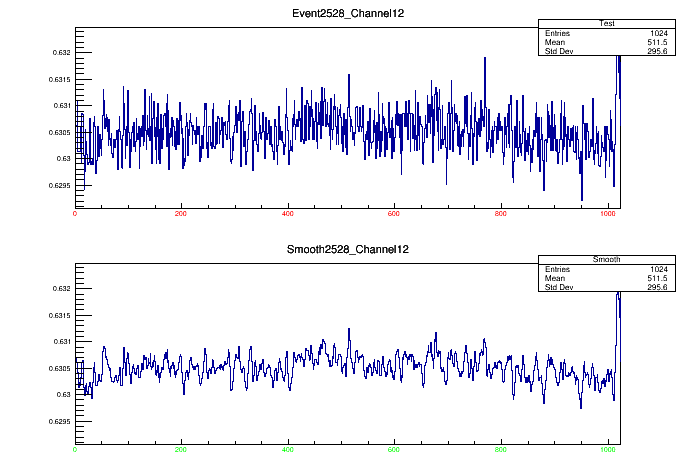 Event2528_Channel12
Test
Entries 1024
Mean 511.5
Std Dev 295.6
0.632
0.6315
0.631
0.6305
0.63
0.6295
0 200 400 600 800 1000
Smooth2528_Channel12
Smooth
Entries 1024
Mean 511.5
Std Dev 295.6
0.632
0.6315
0.631
0.6305
0.63
0.6295
0 200 400 600 800 1000